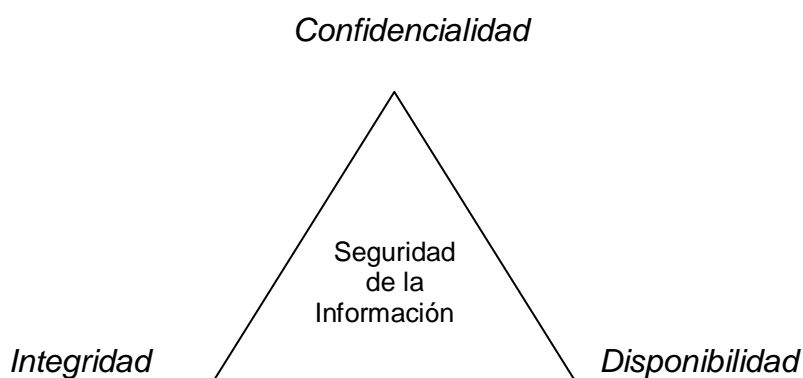 Confidencialidad
Seguridad
de la
Información
Integridad
Disponibilidad